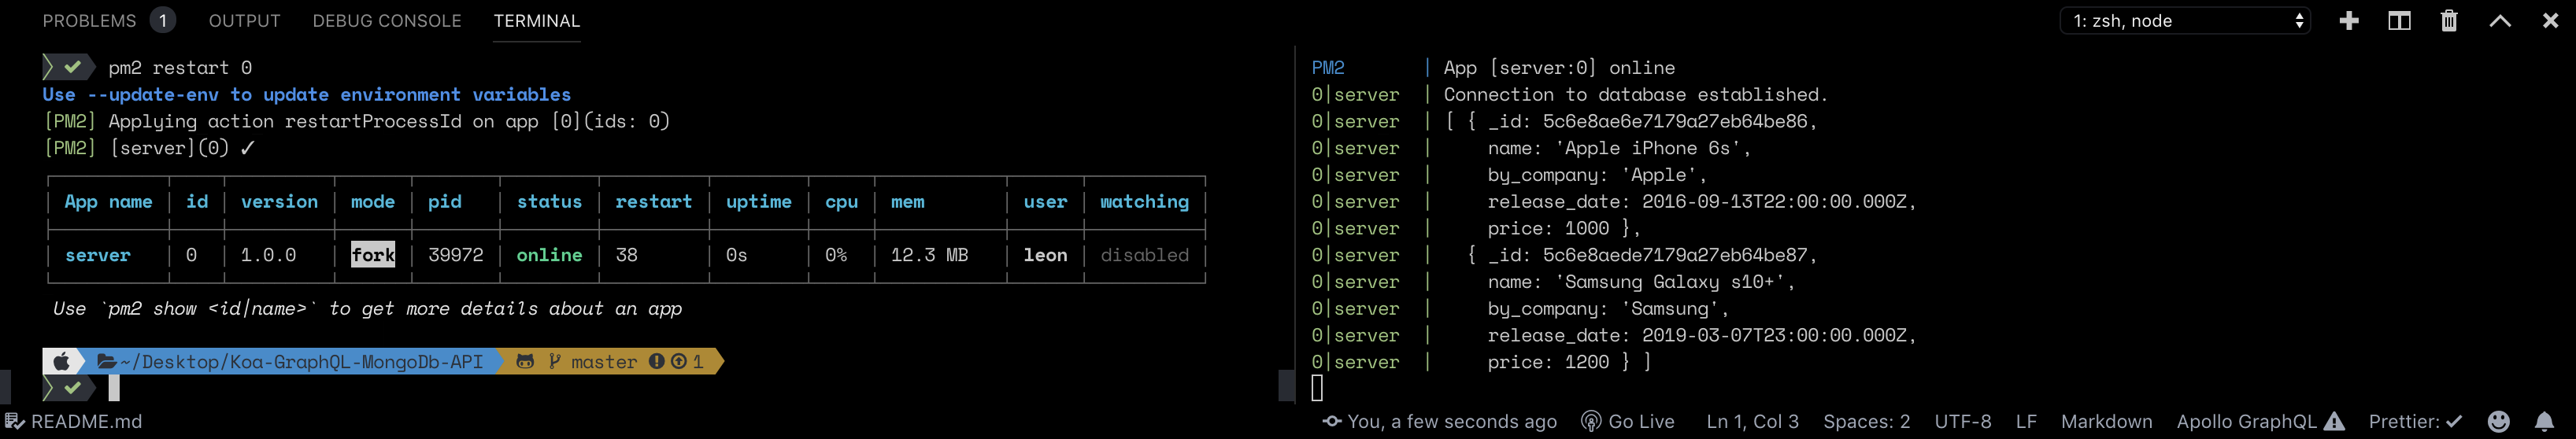 PROBLEMS 1 OUTPUT DEBUG CONSOLE TERMINAL 1: zsh, node
pm2 restart 0
Use --update-env to update environment variables
[PM2] Applying action restartProcessId on app [0](ids: 0)
[PM2] [server](0) ✓
App name | id | version | mode | pid | status | restart | uptime | cpu | mem | user | watching
server | 0 | 1.0.0 | fork | 39972 | online | 38 | 0s | 0% | 12.3 MB | leon | disabled
Use `pm2 show <id|name>` to get more details about an app
~/Desktop/Koa-GraphQL-MongoDb-API master 1
PM2 | App [server:0] online
0|server | Connection to database established.
0|server | [ { _id: 5c6e8ae6e7179a27eb64be86,
0|server | name: 'Apple iPhone 6s',
0|server | by_company: 'Apple',
0|server | release_date: 2016-09-13T22:00:00.000Z,
0|server | price: 1000 },
0|server | { _id: 5c6e8aede7179a27eb64be87,
0|server | name: 'Samsung Galaxy s10+',
0|server | by_company: 'Samsung',
0|server | release_date: 2019-03-07T23:00:00.000Z,
0|server | price: 1200 } ]
README.md You, a few seconds ago Go Live Ln 1, Col 3 Spaces: 2 UTF-8 LF Markdown Apollo GraphQL Prettier: ✓